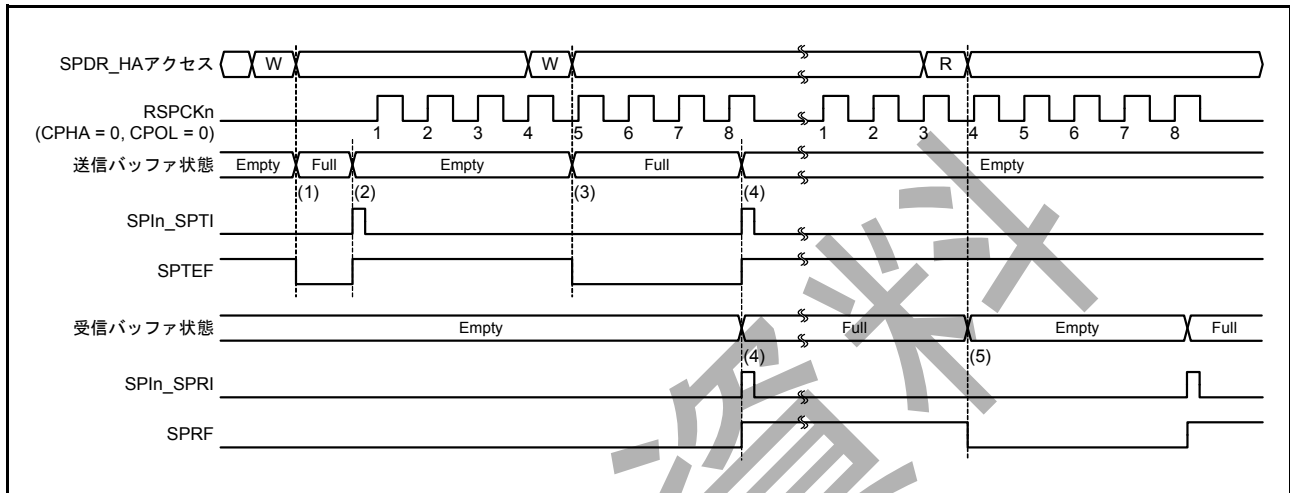 SPDR_HAアクセス W W R
RSPCKn
(CPHA = 0, CPOL = 0)
1 2 3 4 5 6 7 8 1 2 3 4 5 6 7 8
送信バッファ状態 Empty Full Empty Full Empty
(1) (2) (3) (4)
SPIn_SPTI
SPTEF
受信バッファ状態 Empty Full Empty Full
(4) (5)
SPIn_SPRI
SPRF
資料